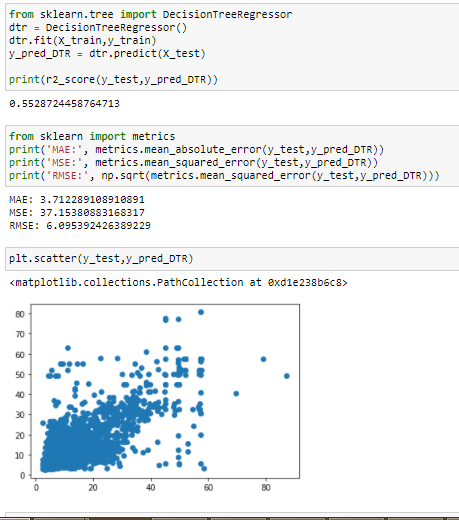 from sklearn.tree import DecisionTreeRegressor
dtr = DecisionTreeRegressor()
dtr.fit(X_train,y_train)
y_pred_DTR = dtr.predict(X_test)
print(r2_score(y_test,y_pred_DTR))
0.5528724458764713
from sklearn import metrics
print('MAE:', metrics.mean_absolute_error(y_test,y_pred_DTR))
print('MSE:', metrics.mean_squared_error(y_test,y_pred_DTR))
print('RMSE:', np.sqrt(metrics.mean_squared_error(y_test,y_pred_DTR)))
MAE: 3.712289108910891
MSE: 37.15380883168317
RMSE: 6.095392426389229
plt.scatter(y_test,y_pred_DTR)
<matplotlib.collections.PathCollection at 0xd1e238b6c8>
80
70
60
50
40
30
20
10
0
0 20 40 60 80